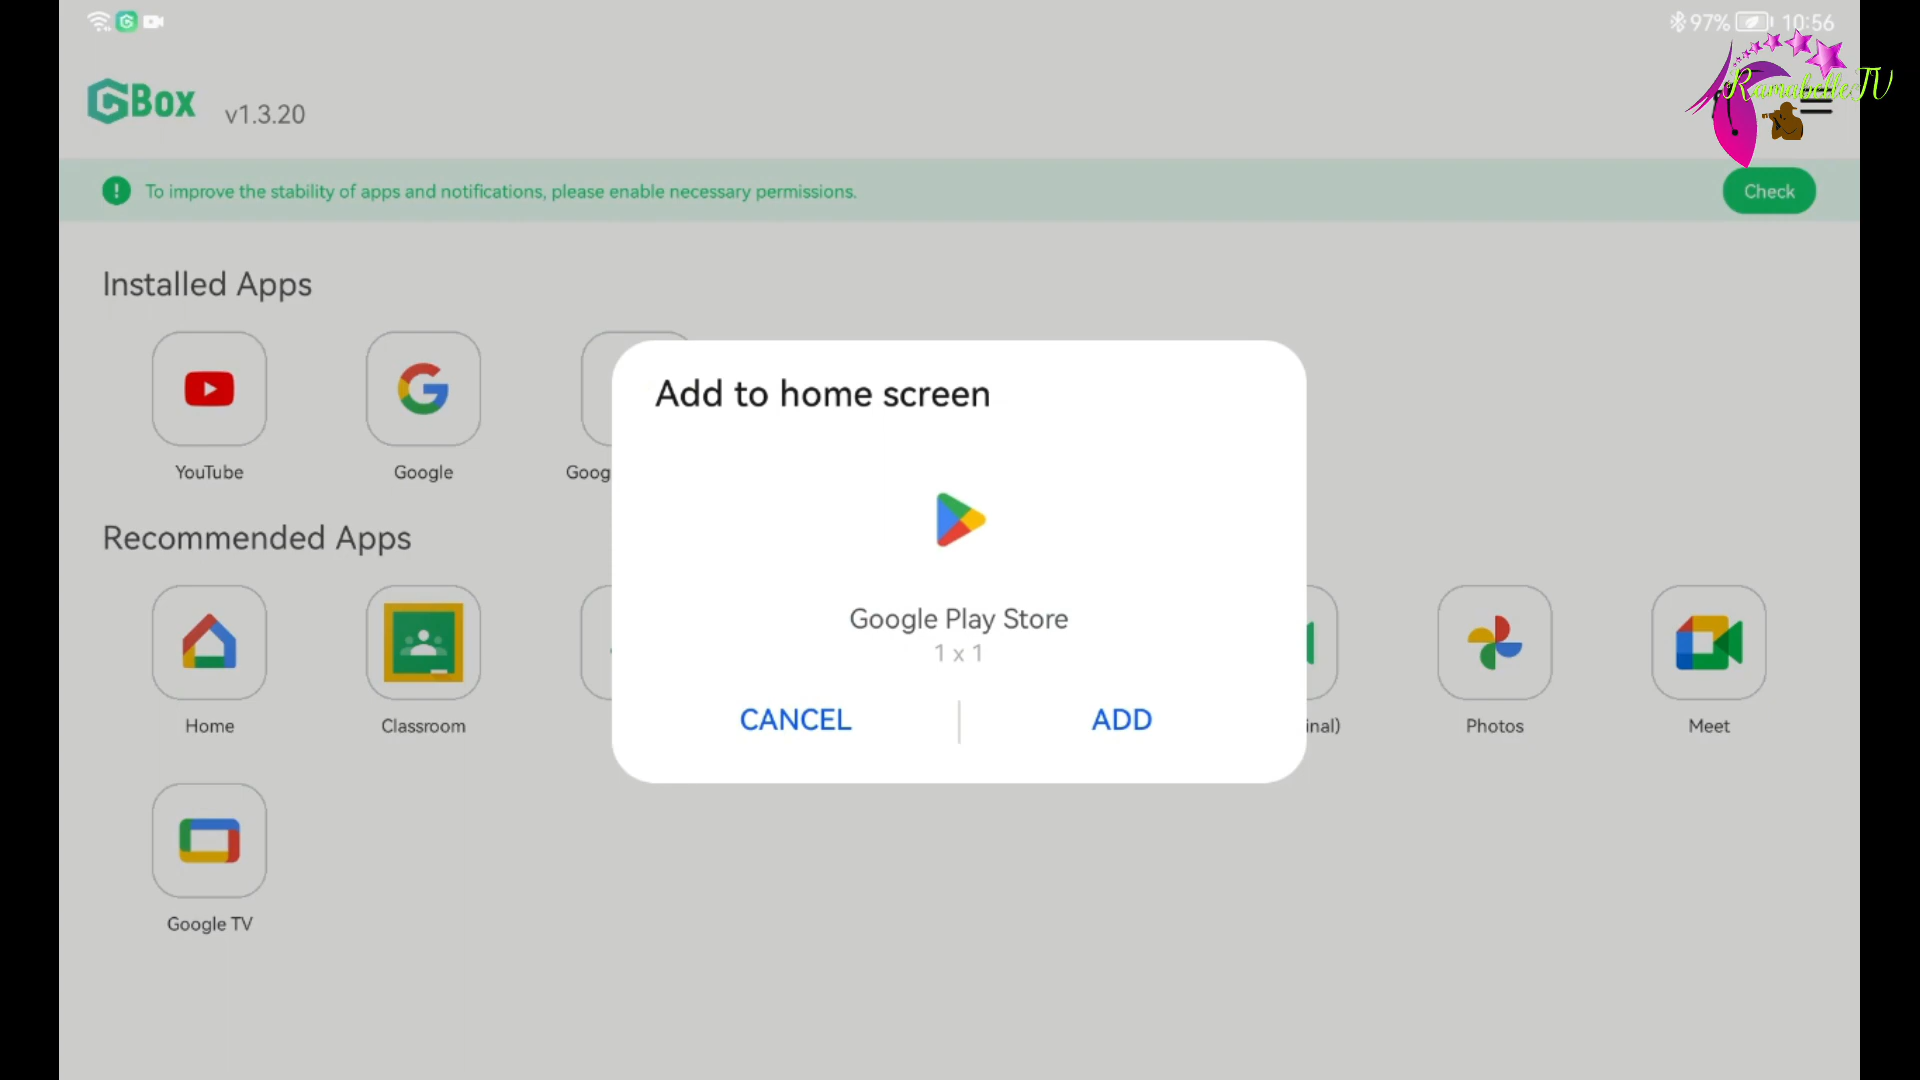 97% 10:56
RamabelleTV
GBox v1.3.20
To improve the stability of apps and notifications, please enable necessary permissions.
Check
Installed Apps
YouTube
Google
Goog
Add to home screen
Google Play Store
1 x 1
CANCEL
ADD
Recommended Apps
Home
Classroom
inal)
Photos
Meet
Google TV